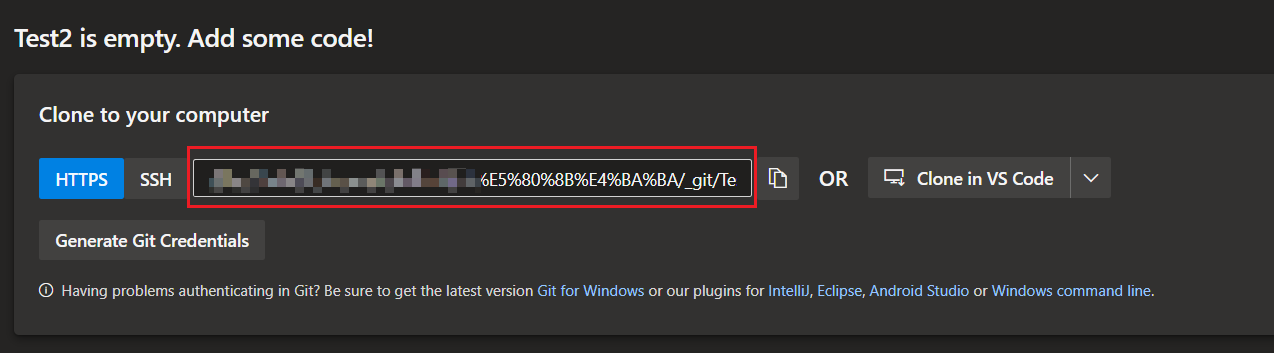 Test2 is empty. Add some code!
Clone to your computer
HTTPS SSH %E5%80%8B%E4%BA%BA/_git/Te OR Clone in VS Code
Generate Git Credentials
Having problems authenticating in Git? Be sure to get the latest version Git for Windows or our plugins for IntelliJ, Eclipse, Android Studio or Windows command line.